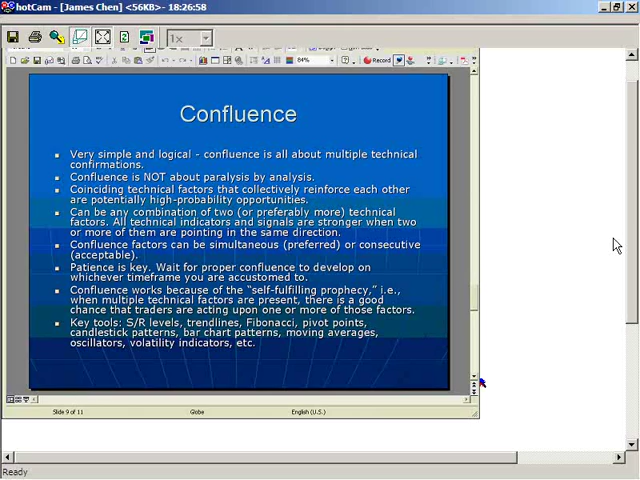 hotCam - [James Chen] <56KB>- 18:26:58
1x
84%
Record
Confluence
Very simple and logical - confluence is all about multiple technical
confirmations.
Confluence is NOT about paralysis by analysis.
Coinciding technical factors that collectively reinforce each other
are potentially high-probability opportunities.
Can be any combination of two (or preferably more) technical
factors. All technical indicators and signals are stronger when two
or more of them are pointing in the same direction.
Confluence factors can be simultaneous (preferred) or consecutive
(acceptable).
Patience is key. Wait for proper confluence to develop on
whichever timeframe you are accustomed to.
Confluence works because of the “self-fulfilling prophecy,” i.e.,
when multiple technical factors are present, there is a good
chance that traders are acting upon one or more of those factors.
Key tools: S/R levels, trendlines, Fibonacci, pivot points,
candlestick patterns, bar chart patterns, moving averages,
oscillators, volatility indicators, etc.
Slide 9 of 11 Globe English (U.S.)
Ready